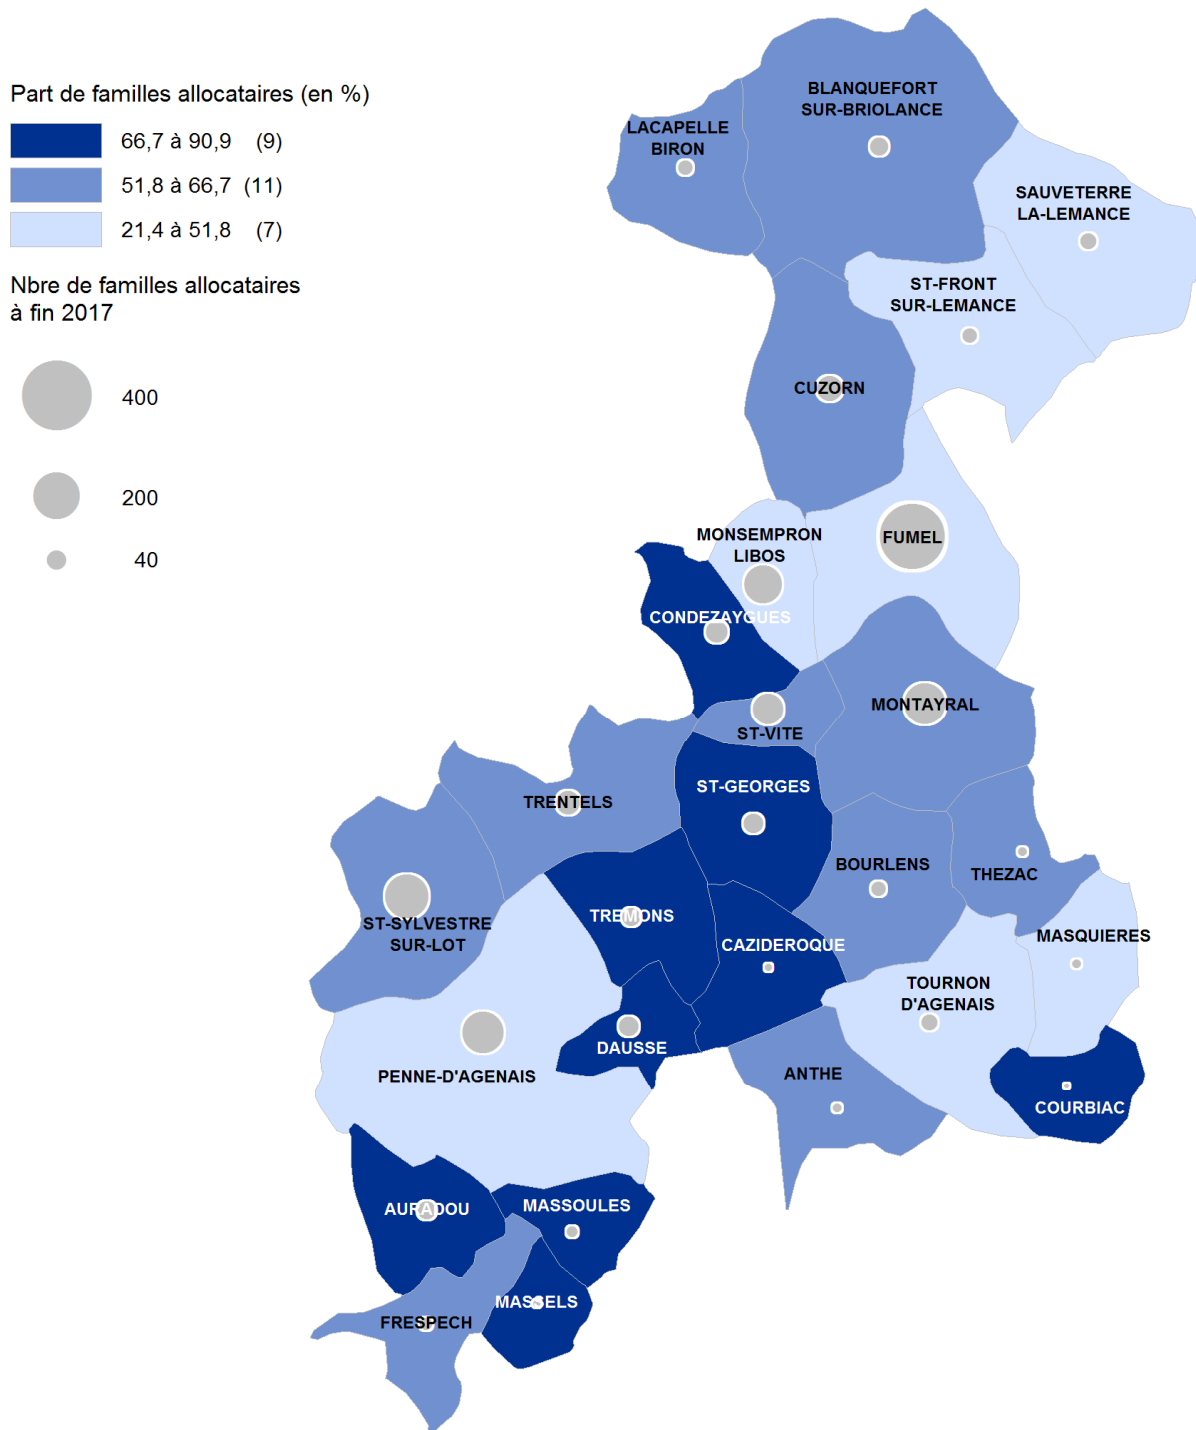 Part de familles allocataires (en %)
66,7 à 90,9 (9)
51,8 à 66,7 (11)
21,4 à 51,8 (7)
Nbre de familles allocataires
à fin 2017
400
200
40
BLANQUEFORT
SUR-BRIOLANCE
LACAPELLE
BIRON
SAUVETERRE
LA-LEMANCE
ST-FRONT
SUR-LEMANCE
CUZORN
MONSEMPRON
LIBOS
FUMEL
CONDEZAYGUES
MONTAYRAL
ST-VITE
ST-GEORGES
TRENTELS
BOURLENS
THEZAC
ST-SYLVESTRE
SUR-LOT
TREMONS
CAZIDEROQUE
MASQUIERES
TOURNON
D'AGENAIS
DAUSSE
PENNE-D'AGENAIS
ANTHE
COURBIAC
AURADOU
MASSOULES
MASSELS
FRESPECH